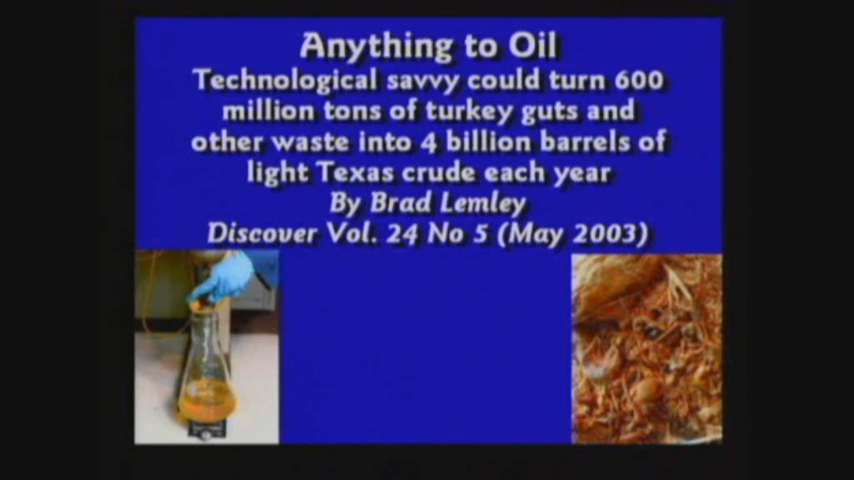 Anything to Oil
Technological savvy could turn 600
million tons of turkey guts and
other waste into 4 billion barrels of
light Texas crude each year
By Brad Lemley
Discover Vol. 24 No 5 (May 2003)